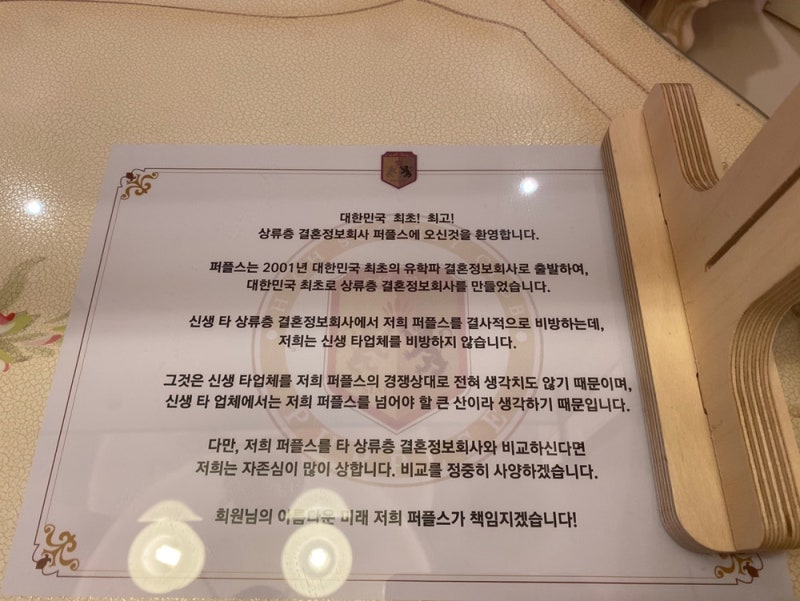 대한민국 최초! 최고!
상류층 결혼정보회사 퍼플스에 오신것을 환영합니다.
퍼플스는 2001년 대한민국 최초의 유학파 결혼정보회사로 출발하여,
대한민국 최초로 상류층 결혼정보회사를 만들었습니다.
신생 타 상류층 결혼정보회사에서 저희 퍼플스를 결사적으로 비방하는데,
저희는 신생 타업체를 비방하지 않습니다.
그것은 신생 타업체를 저희 퍼플스의 경쟁상대로 전혀 생각치도 않기 때문이며,
신생 타 업체에서는 저희 퍼플스를 넘어야 할 큰 산이라 생각하기 때문입니다.
다만, 저희 퍼플스를 타 상류층 결혼정보회사와 비교하신다면
저희는 자존심이 많이 상합니다. 비교를 정중히 사양하겠습니다.
회원님의 아름다운 미래 저희 퍼플스가 책임지겠습니다!